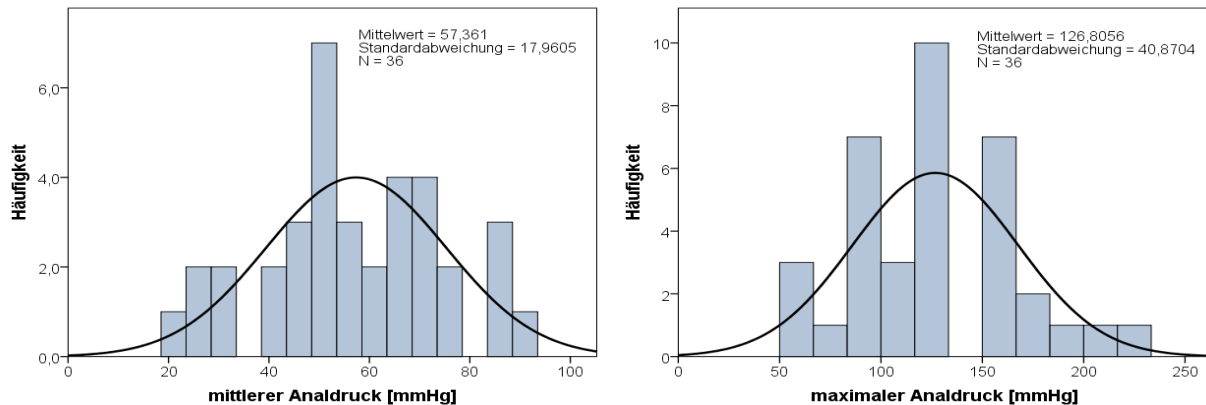 Mittelwert = 57,361
Standardabweichung = 17,9605
N = 36
6,0
4,0
2,0
0,0
Häufigkeit
0 20 40 60 80 100
mittlerer Analdruck [mmHg]
Mittelwert = 126,8056
Standardabweichung = 40,8704
N = 36
10
8
6
4
2
0
Häufigkeit
0 50 100 150 200 250
maximaler Analdruck [mmHg]